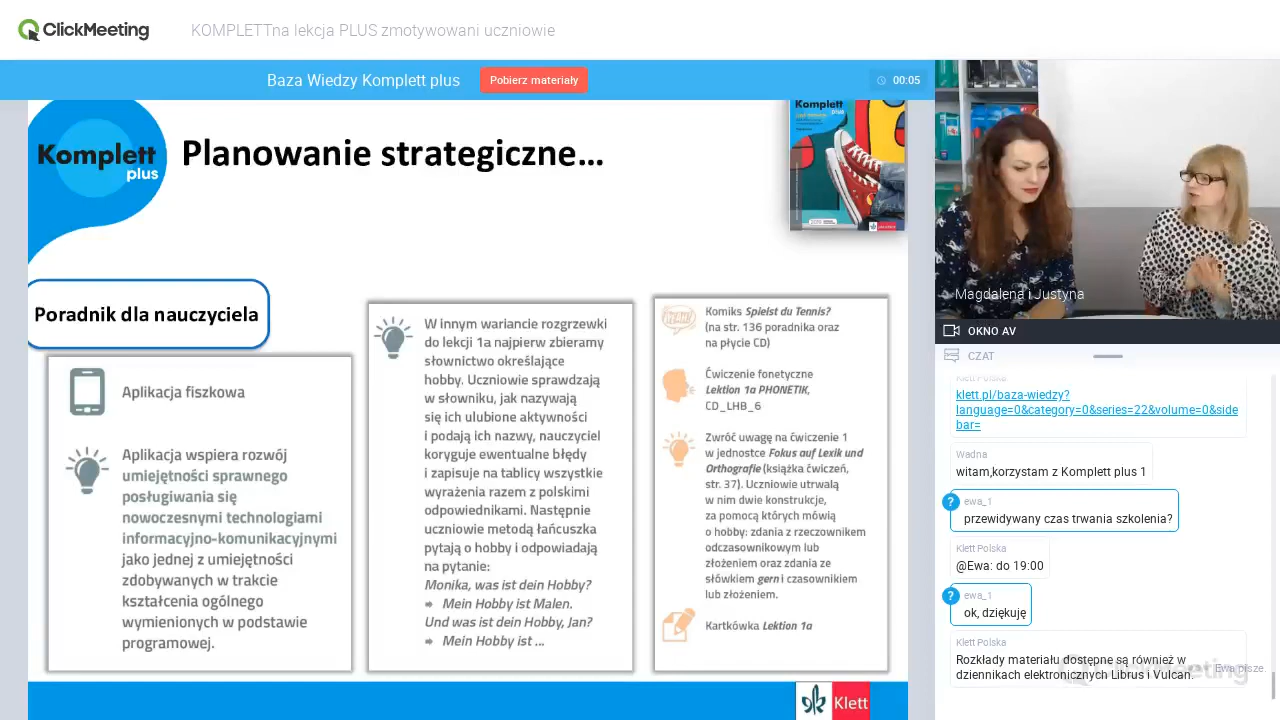 ClickMeeting
KOMPLETTna lekcja PLUS zmotywowani uczniowie
Baza Wiedzy Komplett plus
Pobierz materiały
00:05
Komplett
plus
Planowanie strategiczne...
Komplett
plus
Poradnik dla nauczyciela
Aplikacja fiszkowa
Aplikacja wspiera rozwój
umiejętności sprawnego
posługiwania się
nowoczesnymi technologiami
informacyjno-komunikacyjnymi
jako jednej z umiejętności
zdobywanych w trakcie
kształcenia ogólnego
wymienionych w podstawie
programowej.
W innym wariancie rozgrzewki
do lekcji 1a najpierw zbieramy
słownictwo określające
hobby. Uczniowie sprawdzają
w słowniku, jak nazywają
się ich ulubione aktywności
i podają ich nazwy, nauczyciel
koryguje ewentualne błędy
i zapisuje na tablicy wszystkie
wyrażenia razem z polskimi
odpowiednikami. Następnie
uczniowie metodą łańcuszka
pytają o hobby i odpowiadają
na pytanie:
Monika, was ist dein Hobby?
Mein Hobby ist Malen.
Und was ist dein Hobby, Jan?
Mein Hobby ist ...
Komiks Spielst du Tennis?
(na str. 136 poradnika oraz
na płycie CD)
Ćwiczenie fonetyczne
Lektion 1a PHONETIK,
CD_LHB_6
Zwróć uwagę na ćwiczenie 1
w jednostce Fokus auf Lexik und
Orthografie (książka ćwiczeń,
str. 37). Uczniowie utrwalą
w nim dwie konstrukcje,
za pomocą których mówią
o hobby: zdania z rzeczownikem
odczasownikowym lub
złożeniem oraz zdania ze
słówkiem gern i czasownikiem
lub złożeniem.
Kartkówka Lektion 1a
Klett
Magdalena i Justyna
OKNO AV
CZAT
Klett Polska
klett.pl/baza-wiedzy?
language=0&category=0&series=22&volume=0&side
bar=
Wadna
witam,korzystam z Komplett plus 1
? ewa_1
przewidywany czas trwania szkolenia?
Klett Polska
@Ewa: do 19:00
? ewa_1
ok, dziękuję
Klett Polska
Rozkłady materiału dostępne są również w
dziennikach elektronicznych Librus i Vulcan.
Ewa pisze.
ClickMeeting